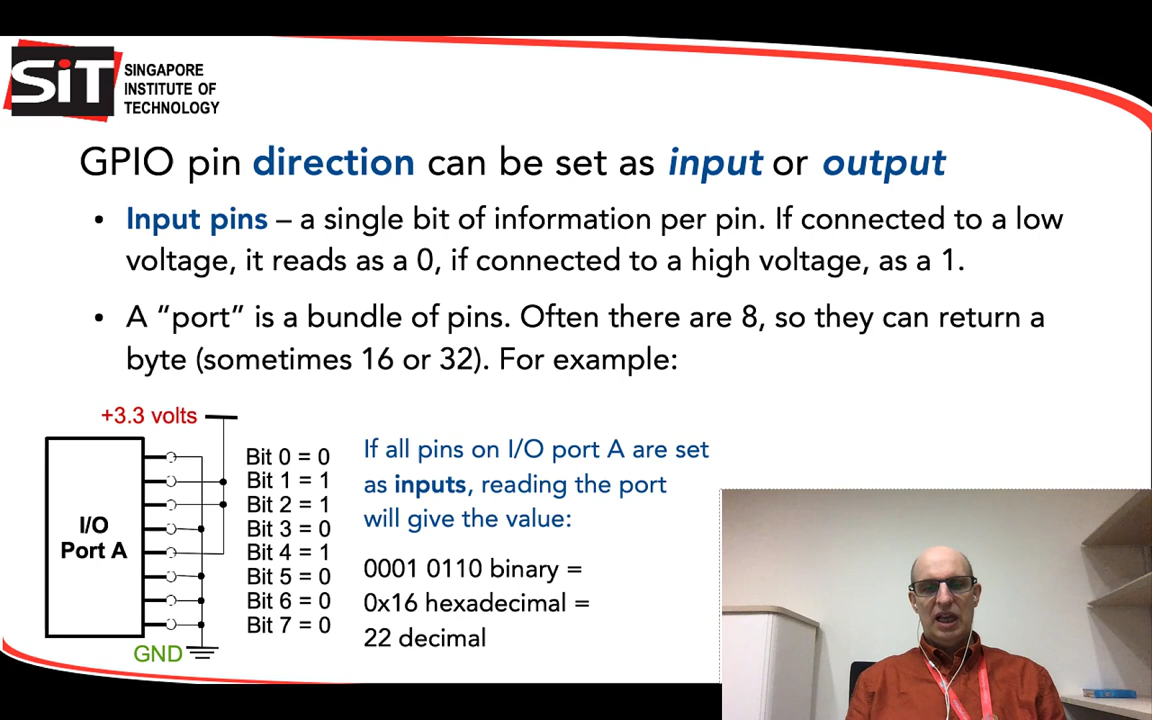 SiT
SINGAPORE
INSTITUTE OF
TECHNOLOGY
GPIO pin direction can be set as input or output
• Input pins – a single bit of information per pin. If connected to a low
voltage, it reads as a 0, if connected to a high voltage, as a 1.
• A “port” is a bundle of pins. Often there are 8, so they can return a
byte (sometimes 16 or 32). For example:
+3.3 volts
I/O
Port A
GND
Bit 0 = 0
Bit 1 = 1
Bit 2 = 1
Bit 3 = 0
Bit 4 = 1
Bit 5 = 0
Bit 6 = 0
Bit 7 = 0
If all pins on I/O port A are set
as inputs, reading the port
will give the value:
0001 0110 binary =
0x16 hexadecimal =
22 decimal